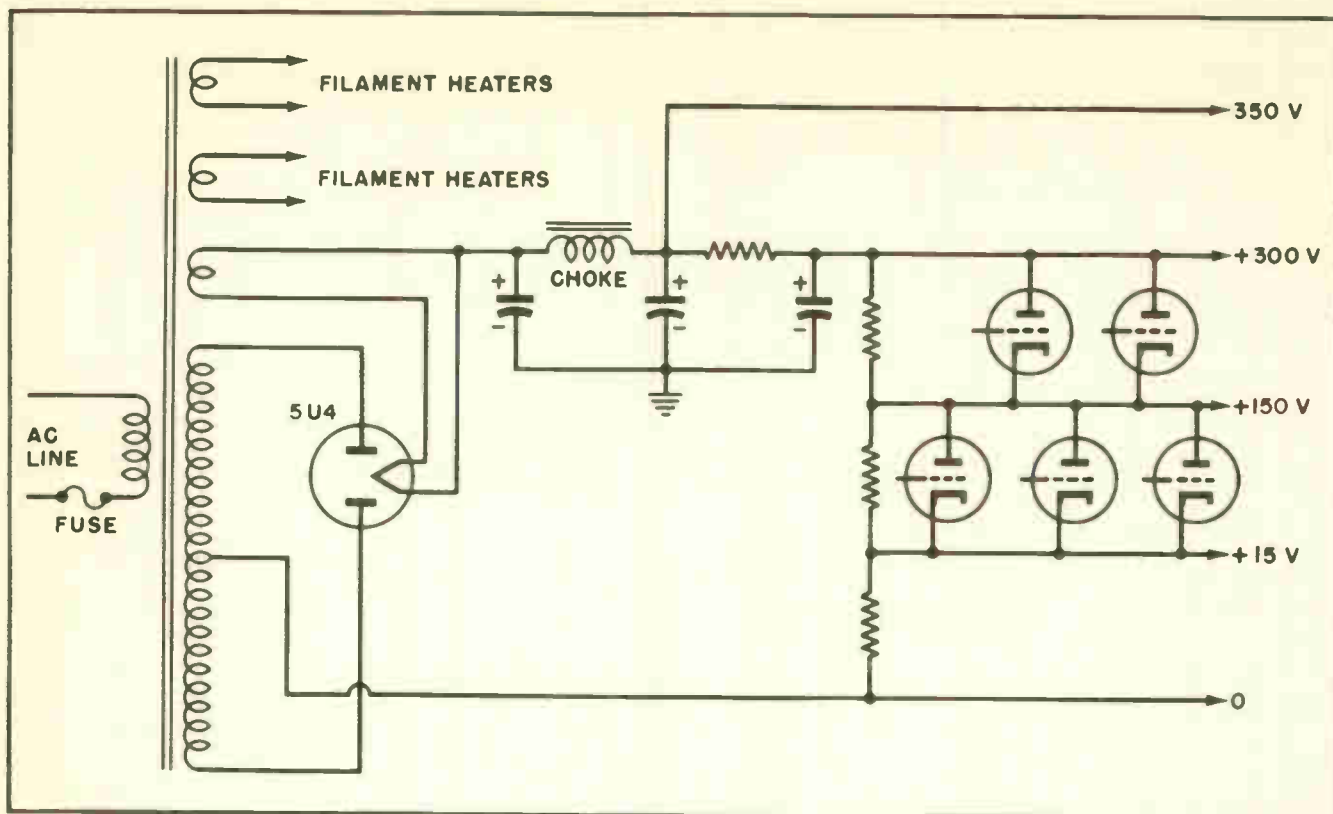 FILAMENT HEATERS
350 V
FILAMENT HEATERS
CHOKE
+
-
+
-
+
-
+300 V
5U4
+150 V
AC
LINE
FUSE
+15 V
0